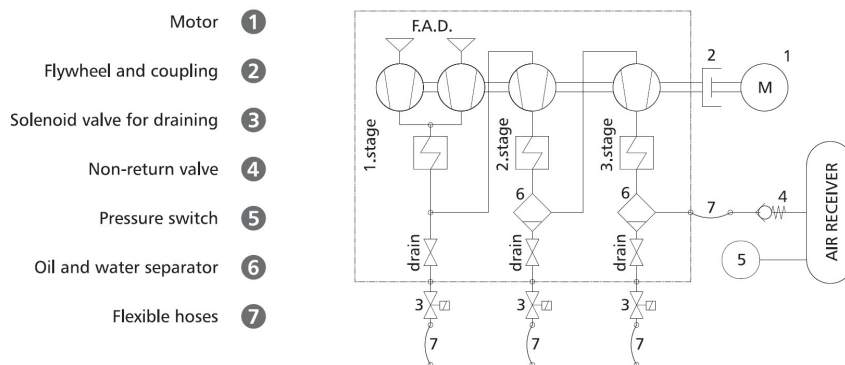 Motor 1
Flywheel and coupling 2
Solenoid valve for draining 3
Non-return valve 4
Pressure switch 5
Oil and water separator 6
Flexible hoses 7
F.A.D.
2 1
M
1.stage
2.stage
3.stage
6 6
7 4
AIR RECEIVER
drain
drain
drain
5
3 3 3
7 7 7